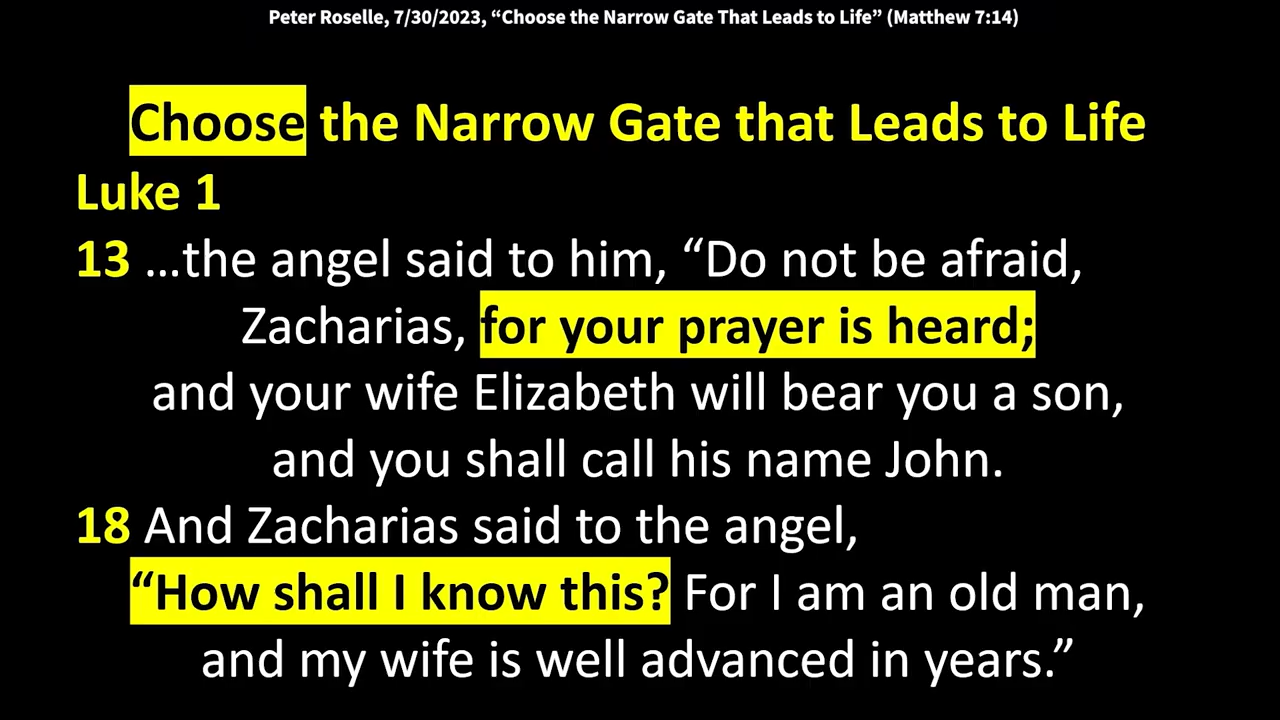 Peter Roselle, 7/30/2023, “Choose the Narrow Gate That Leads to Life” (Matthew 7:14)
Choose the Narrow Gate that Leads to Life
Luke 1
13 …the angel said to him, “Do not be afraid,
Zacharias, for your prayer is heard;
and your wife Elizabeth will bear you a son,
and you shall call his name John.
18 And Zacharias said to the angel,
“How shall I know this? For I am an old man,
and my wife is well advanced in years.”